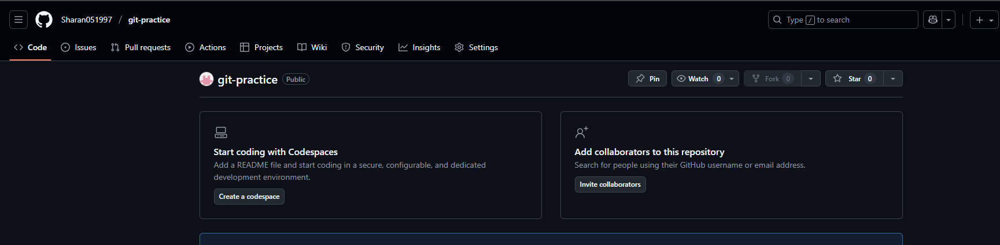 Sharan051997 / git-practice
Type / to search
Code Issues Pull requests Actions Projects Wiki Security Insights Settings
git-practice Public
Pin Watch 0 Fork 0 Star 0
Start coding with Codespaces
Add a README file and start coding in a secure, configurable, and dedicated
development environment.
Create a codespace
Add collaborators to this repository
Search for people using their GitHub username or email address.
Invite collaborators